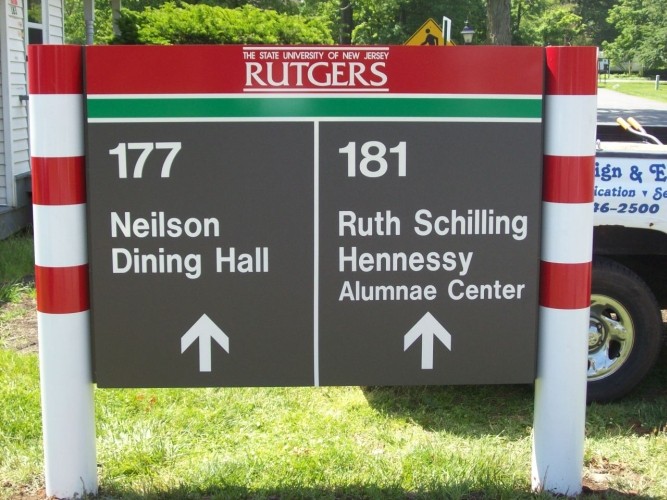 THE STATE UNIVERSITY OF NEW JERSEY
RUTGERS
177
Neilson
Dining Hall
181
Ruth Schilling
Hennessy
Alumnae Center
&